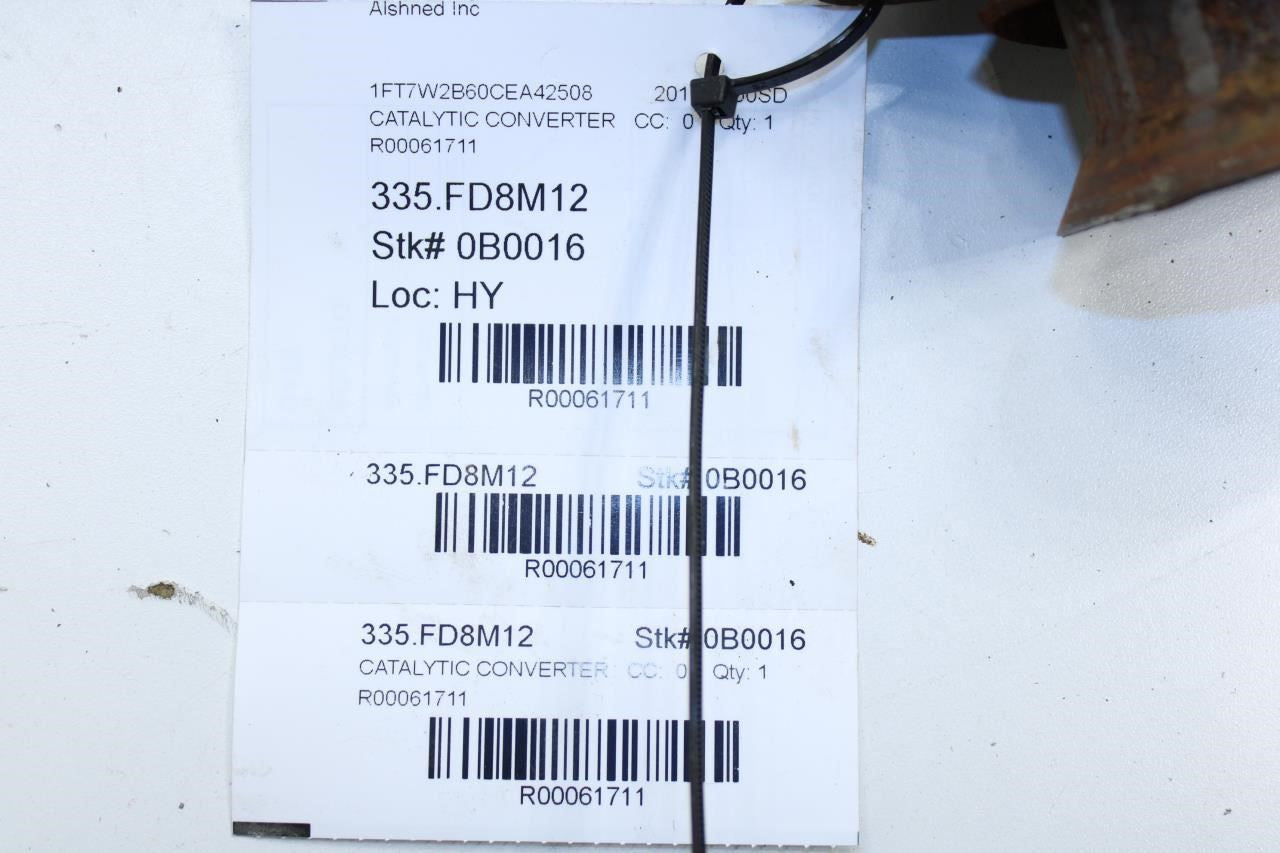 Alshned Inc
1FT7W2B60CEA42508
CATALYTIC CONVERTER CC: 0 Qty: 1
R00061711
335.FD8M12
Stk# 0B0016
Loc: HY
R00061711
335.FD8M12 Stk# 0B0016
R00061711
335.FD8M12 Stk# 0B0016
CATALYTIC CONVERTER CC: 0 Qty: 1
R00061711
R00061711